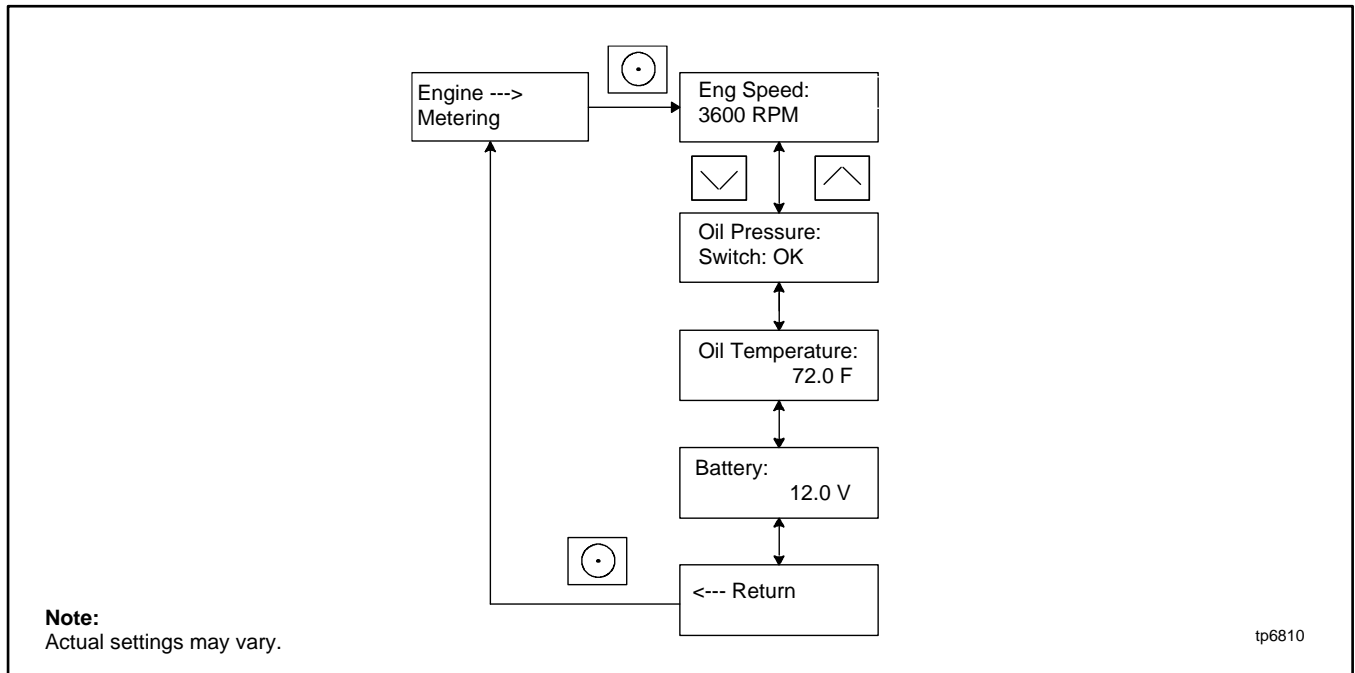 Engine --->
Metering
Eng Speed:
3600 RPM
Oil Pressure:
Switch: OK
Oil Temperature:
72.0 F
Battery:
12.0 V
<--- Return
Note:
Actual settings may vary.
tp6810